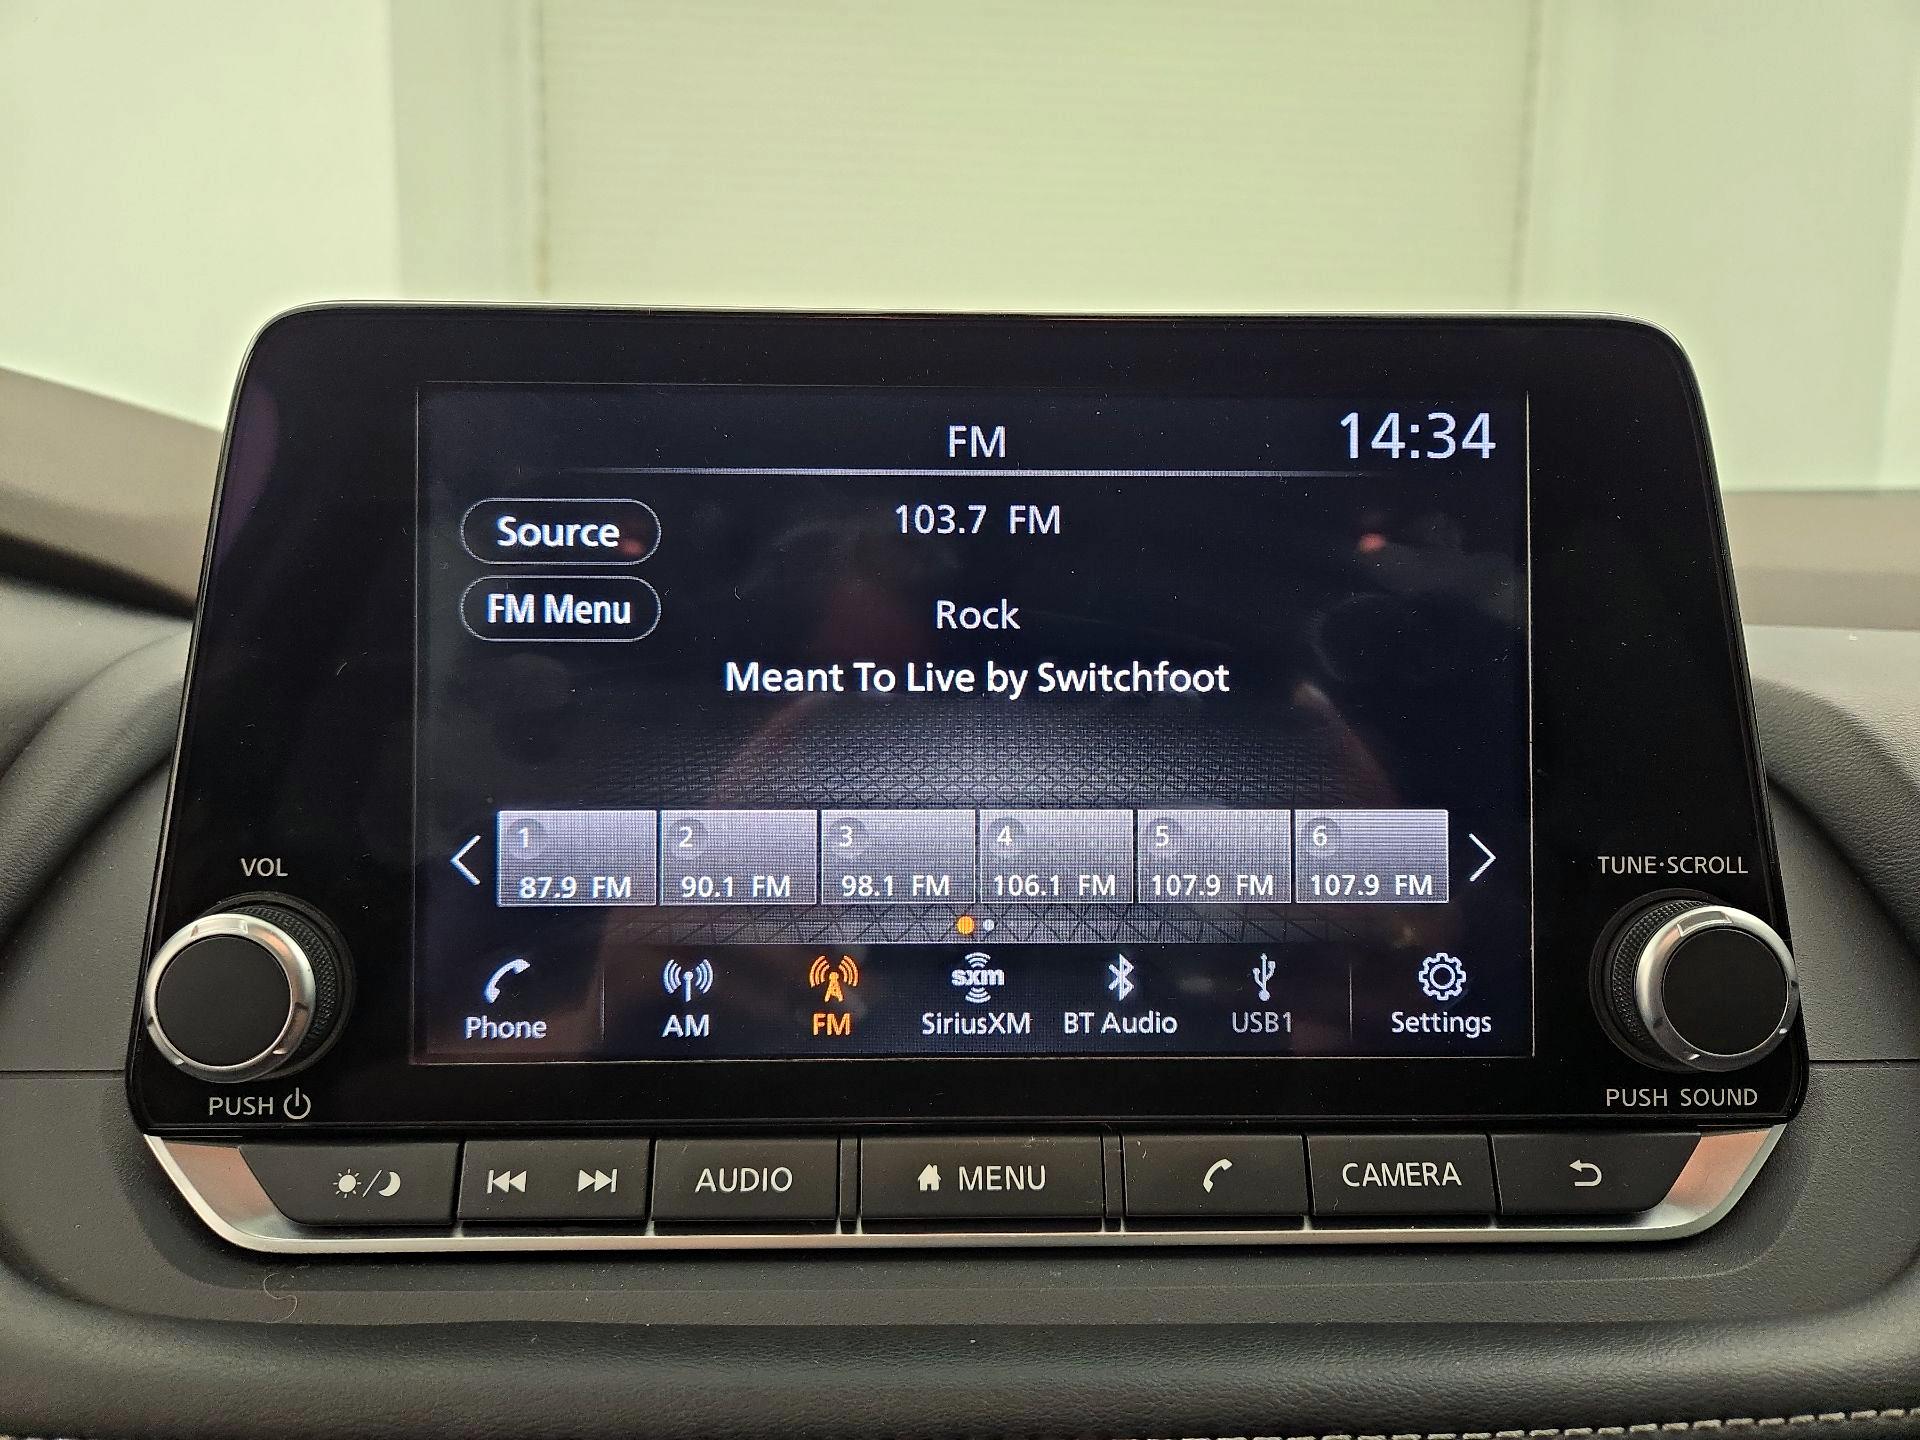 FM
14:34
Source
103.7 FM
FM Menu
Rock
Meant To Live by Switchfoot
1 2 3 4 5 6
87.9 FM 90.1 FM 98.1 FM 106.1 FM 107.9 FM 107.9 FM
VOL
TUNE·SCROLL
sxm
Phone AM FM SiriusXM BT Audio USB1 Settings
PUSH
PUSH SOUND
AUDIO MENU CAMERA